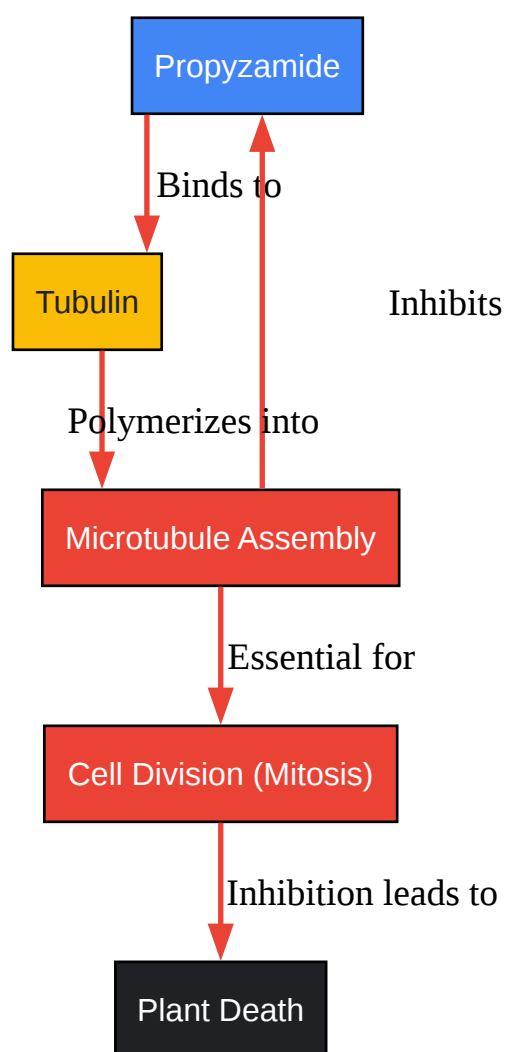 Propyzamide
Binds to
Tubulin
Inhibits
Polymerizes into
Microtubule Assembly
Essential for
Cell Division (Mitosis)
Inhibition leads to
Plant Death